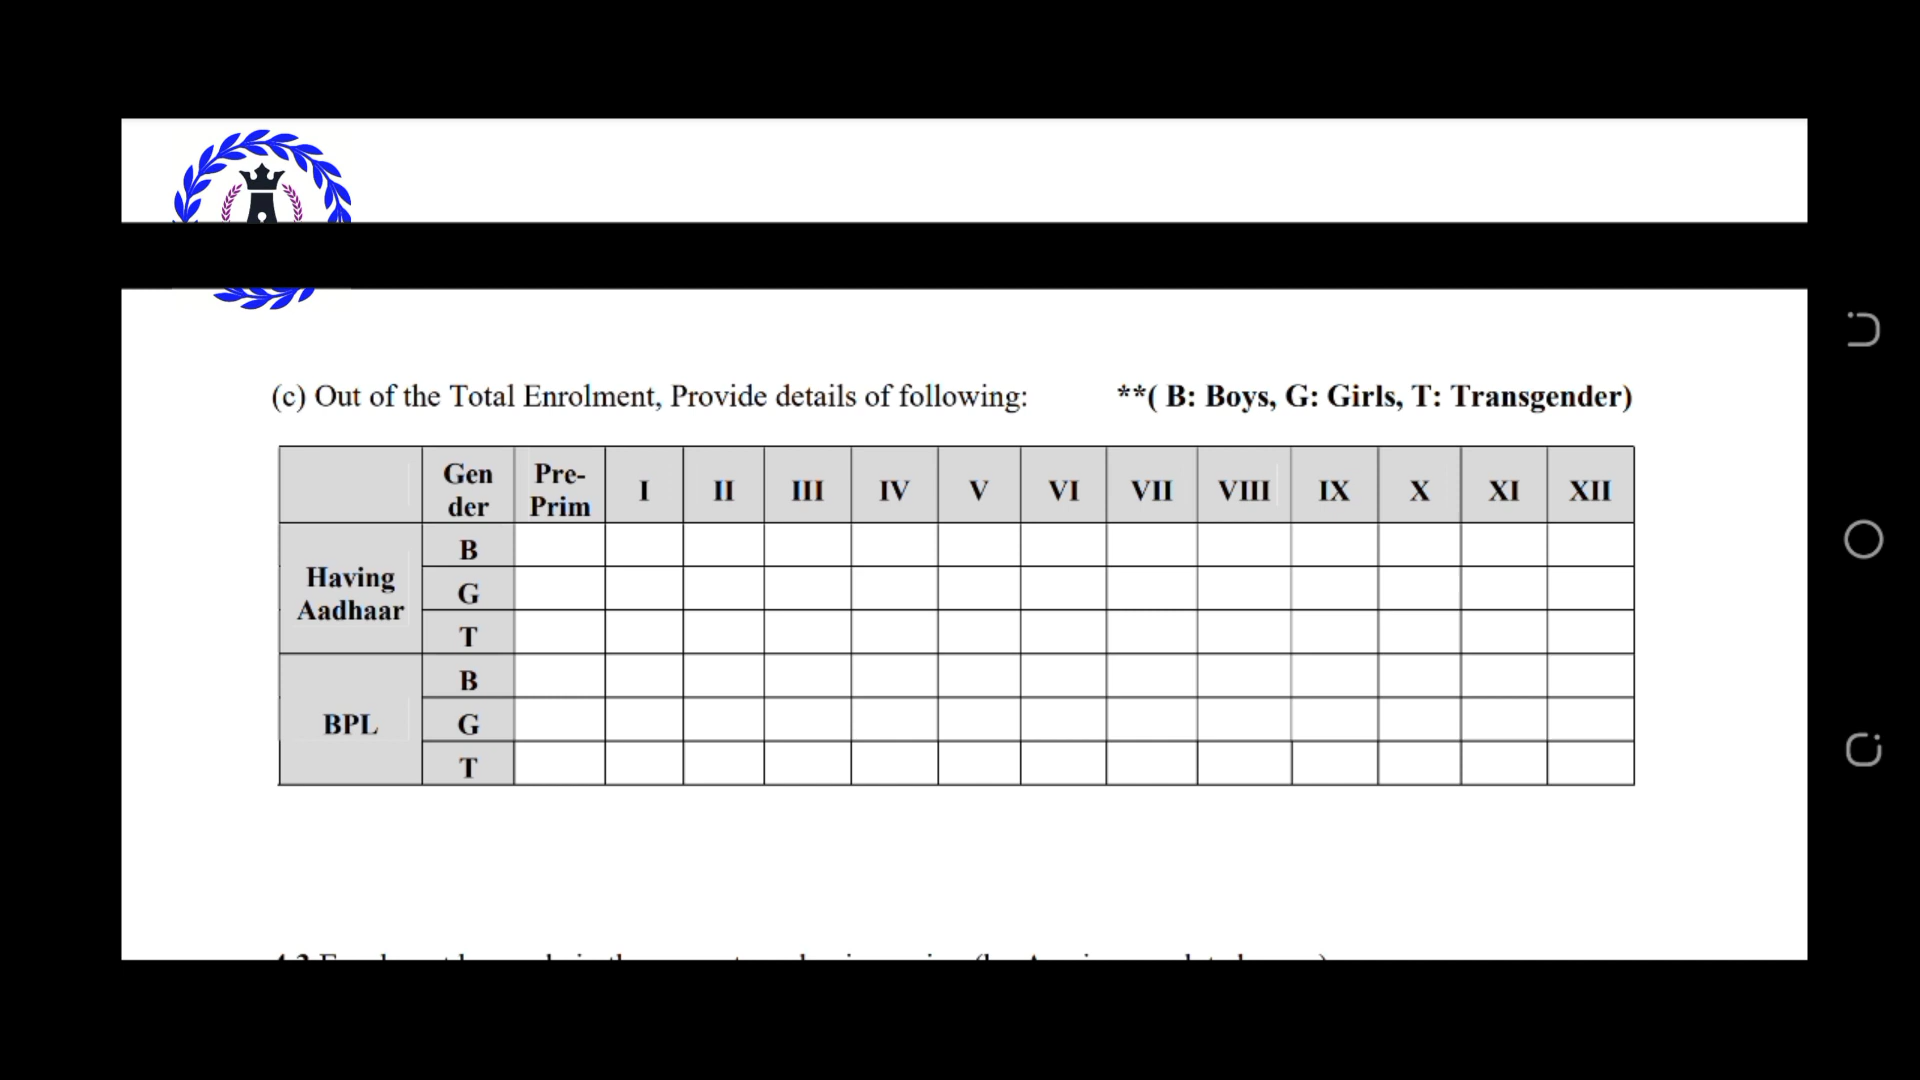 (c) Out of the Total Enrolment, Provide details of following: **( B: Boys, G: Girls, T: Transgender)
Gen
der
Pre-
Prim
I II III IV V VI VII VIII IX X XI XII
Having
Aadhaar
B
G
T
BPL
B
G
T